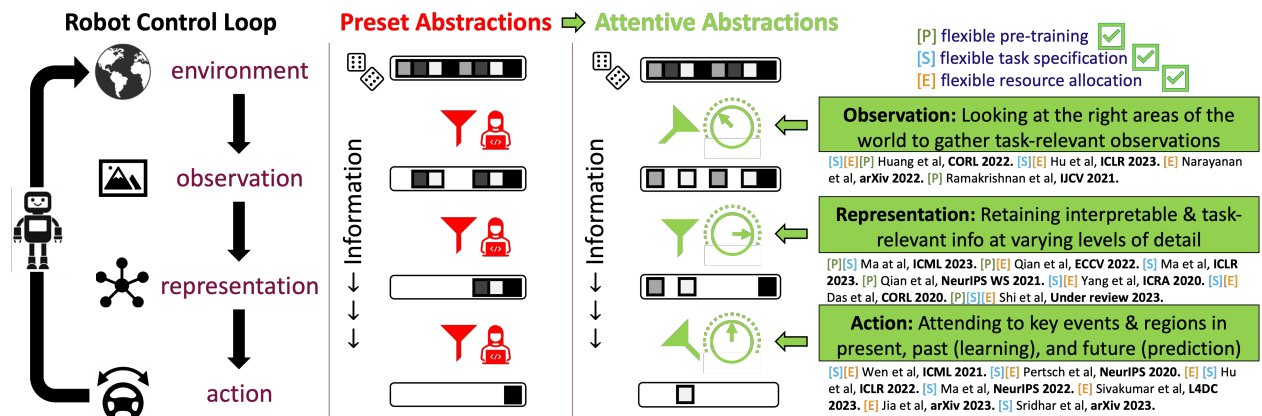 Robot Control Loop
environment
observation
representation
action
Preset Abstractions
Attentive Abstractions
Information
Information
[P] flexible pre-training
[S] flexible task specification
[E] flexible resource allocation
Observation: Looking at the right areas of the
world to gather task-relevant observations
[S][E][P] Huang et al, CORL 2022. [S][E] Hu et al, ICLR 2023. [E] Narayanan
et al, arXiv 2022. [P] Ramakrishnan et al, IJCV 2021.
Representation: Retaining interpretable & task-
relevant info at varying levels of detail
[P][S] Ma at al, ICML 2023. [P][E] Qian et al, ECCV 2022. [S] Ma et al, ICLR
2023. [P] Qian et al, NeurIPS WS 2021. [S][E] Yang et al, ICRA 2020. [S][E]
Das et al, CORL 2020. [P][S][E] Shi et al, Under review 2023.
Action: Attending to key events & regions in
present, past (learning), and future (prediction)
[S][E] Wen et al, ICML 2021. [S][E] Pertsch et al, NeurIPS 2020. [E] [S] Hu
et al, ICLR 2022. [S] Ma et al, NeurIPS 2022. [E] Sivakumar et al, L4DC
2023. [E] Jia et al, arXiv 2023. [S] Sridhar et al, arXiv 2023.